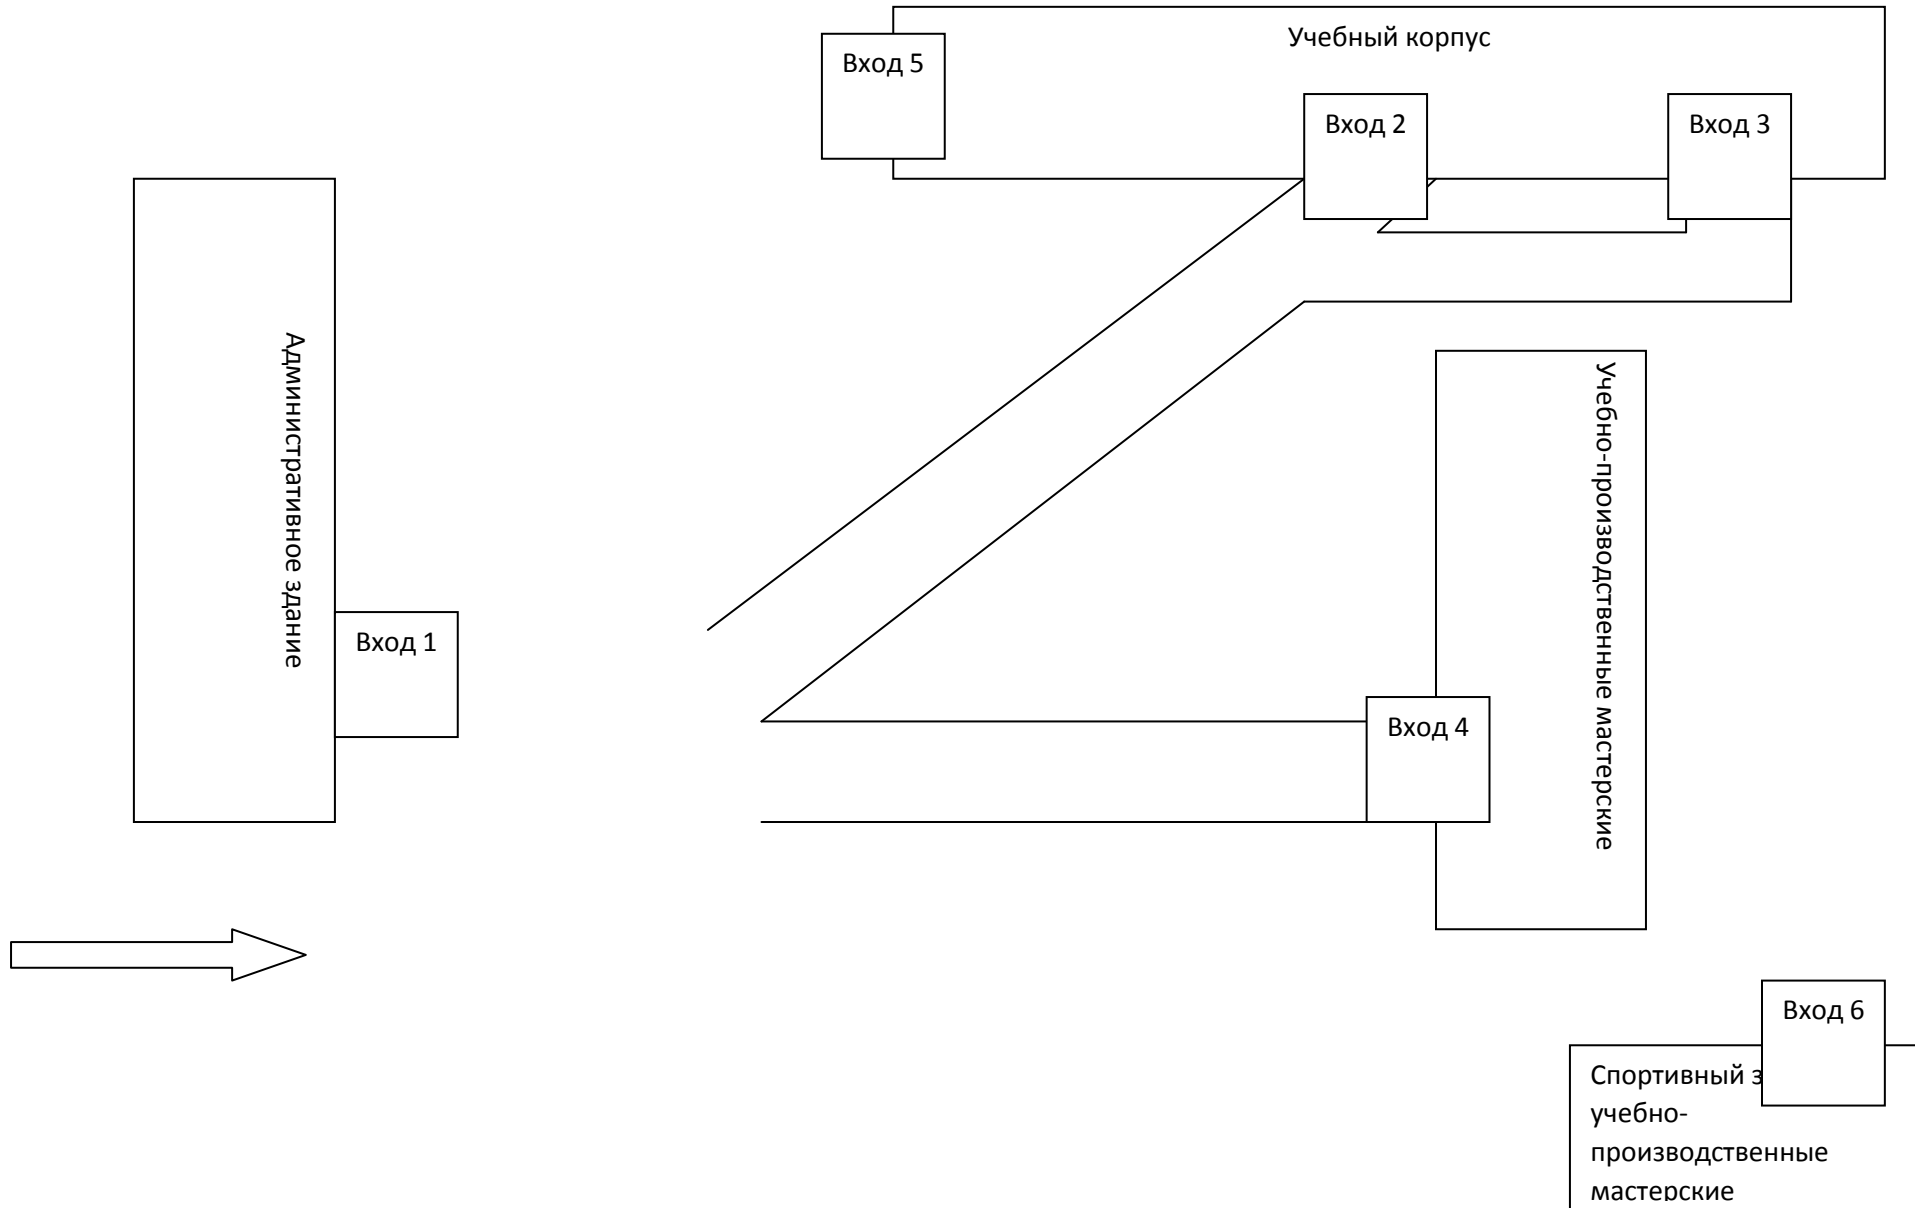 Учебный корпус
Вход 5
Вход 2
Вход 3
Административное здание
Учебно-производственные мастерские
Вход 1
Вход 4
Вход 6
Спортивный
учебно-
производственные
мастерские